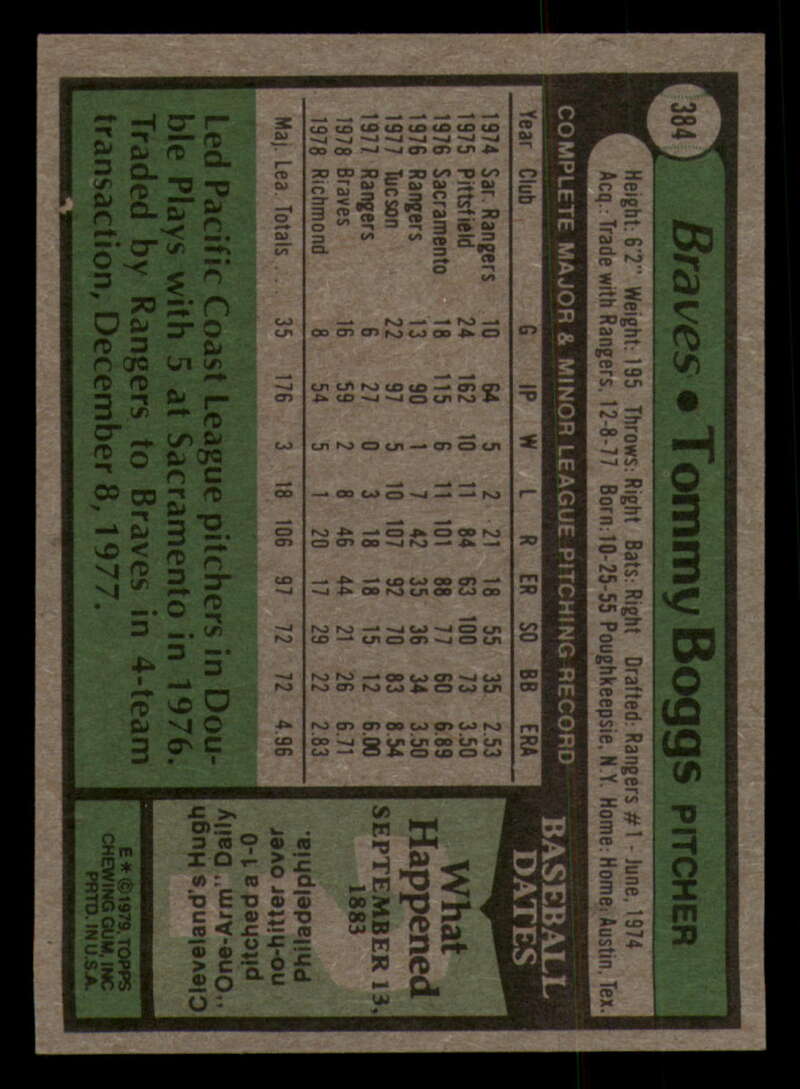 384
Braves • Tommy Boggs PITCHER
Height: 6'2" Weight: 195 Throws: Right Bats: Right Drafted: Rangers #1 - June, 1974
Acq.: Trade with Rangers, 12-8-77 Born: 10-25-55 Poughkeepsie, N.Y. Home: Home: Austin, Tex.
COMPLETE MAJOR & MINOR LEAGUE PITCHING RECORD
Year Club G IP W L R ER SO BB ERA
1974 Sar. Rangers 10 64 5 2 21 18 55 35 2.53
1975 Pittsfield 24 162 10 11 84 63 100 73 3.50
1976 Sacramento 18 115 6 11 101 88 77 60 6.89
1976 Rangers 13 90 1 7 42 35 36 34 3.50
1977 Tucson 22 97 5 10 107 92 70 83 8.54
1977 Rangers 6 27 0 3 18 18 15 12 6.00
1978 Braves 16 59 2 8 46 44 21 26 6.71
1978 Richmond 8 54 5 1 20 17 29 22 2.83
Maj. Lea. Totals . . . 35 176 3 18 106 97 72 72 4.96
Led Pacific Coast League pitchers in Dou-
ble Plays with 5 at Sacramento in 1976.
Traded by Rangers to Braves in 4-team
transaction, December 8, 1977.
BASEBALL
DATES
What
Happened
SEPTEMBER 13,
1883
Cleveland's Hugh
"One-Arm" Daily
pitched a 1-0
no-hitter over
Philadelphia.
E * © 1979, TOPPS
CHEWING GUM, INC
PRTD. IN U.S.A.